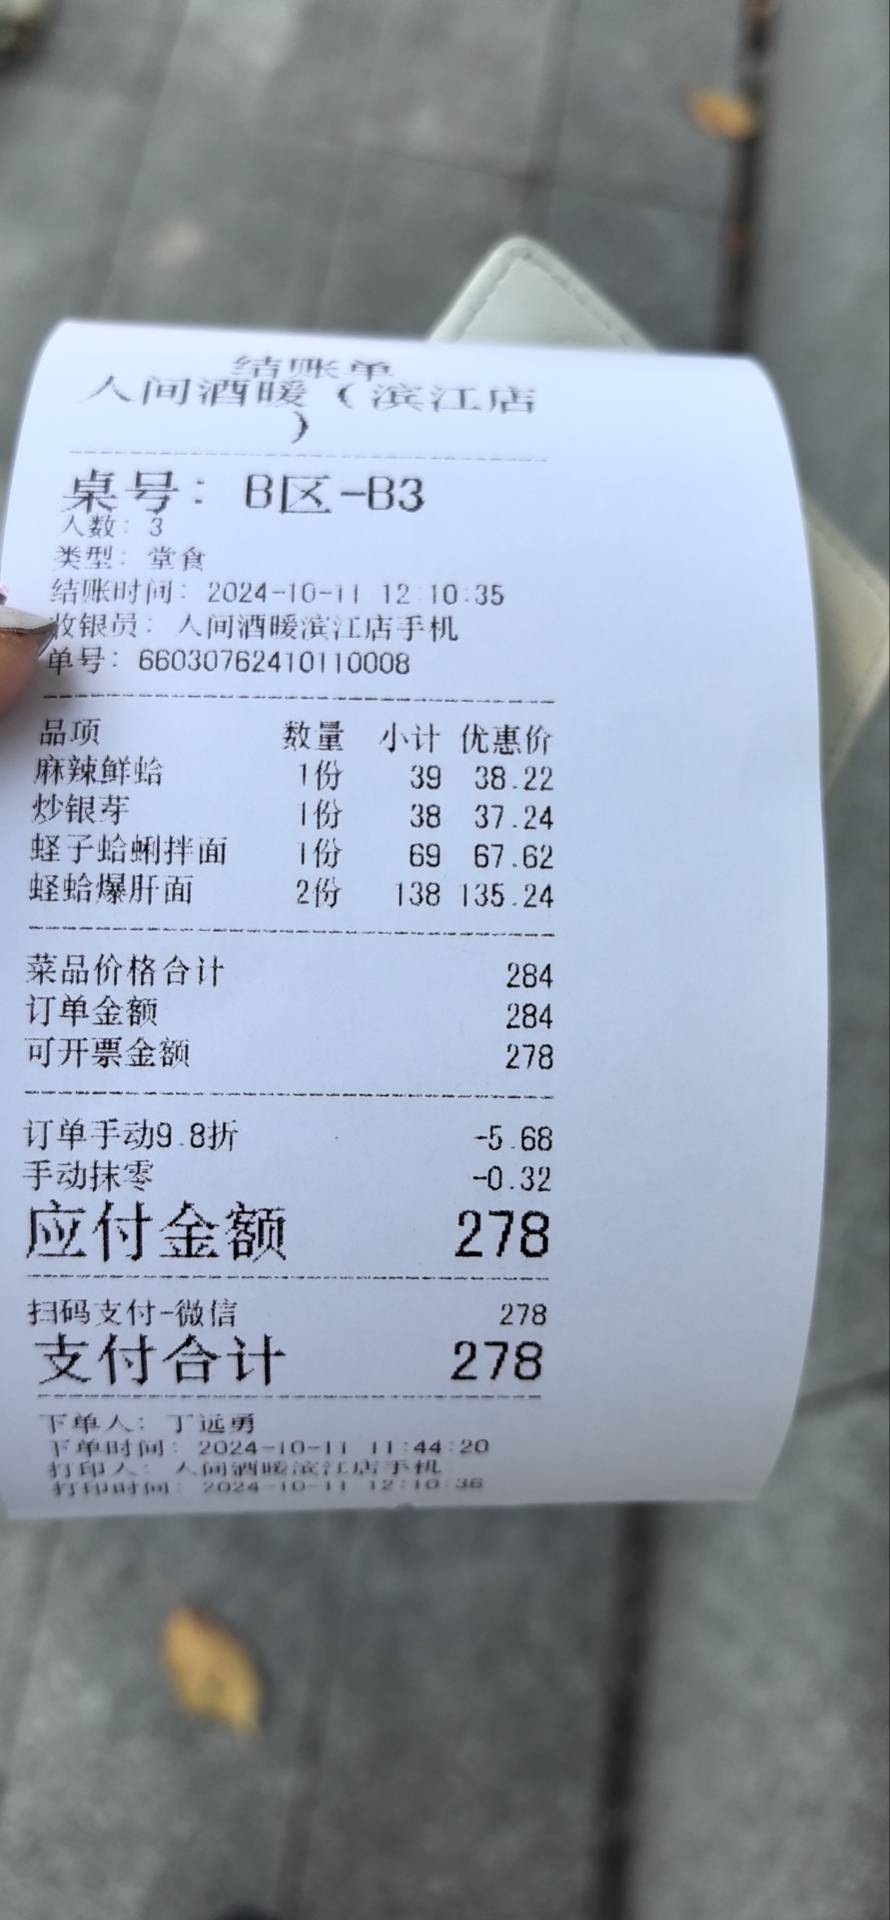 结账单
人间酒暖（滨江店
）
桌号：B区-B3
人数：3
类型：堂食
结账时间：2024-10-11 12:10:35
收银员：人间酒暖滨江店手机
单号：66030762410110008
品项 数量 小计 优惠价
麻辣鲜蛤 1份 39 38.22
炒银芽 1份 38 37.24
蛏子蛤蜊拌面 1份 69 67.62
蛏蛤爆肝面 2份 138 135.24
菜品价格合计 284
订单金额 284
可开票金额 278
订单手动9.8折 -5.68
手动抹零 -0.32
应付金额 278
扫码支付-微信 278
支付合计 278
下单人：丁远勇
下单时间：2024-10-11 11:44:20
打印人：人间酒暖滨江店手机
打印时间：2024-10-11 12:10:36